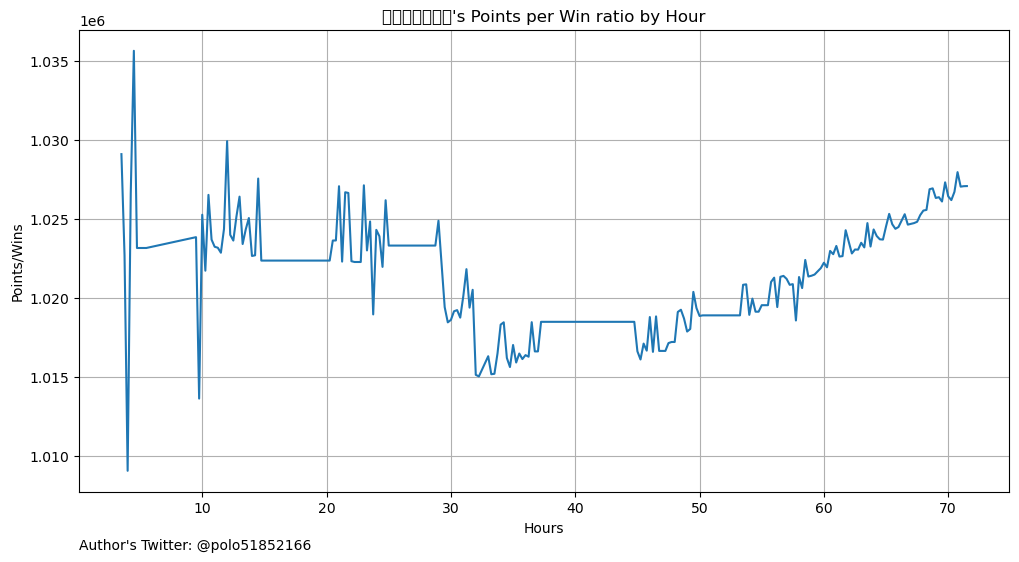 1e6
's Points per Win ratio by Hour
1.035
1.030
1.025
1.020
1.015
1.010
Points/Wins
10 20 30 40 50 60 70
Hours
Author's Twitter: @polo51852166